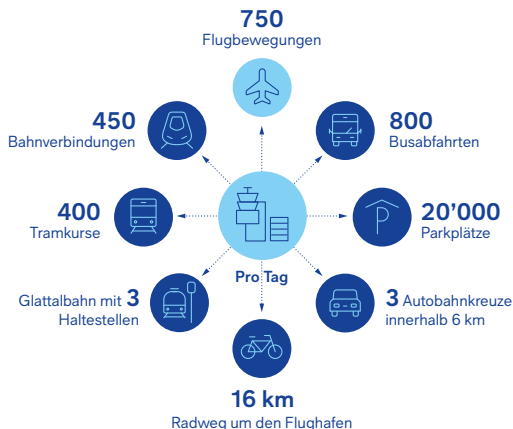 750
Flugbewegungen
450
Bahnverbindungen
800
Busabfahrten
400
Tramkurse
20'000
Parkplätze
P
Pro Tag
Glattalbahn mit 3
Haltestellen
3 Autobahnkreuze
innerhalb 6 km
16 km
Radweg um den Flughafen